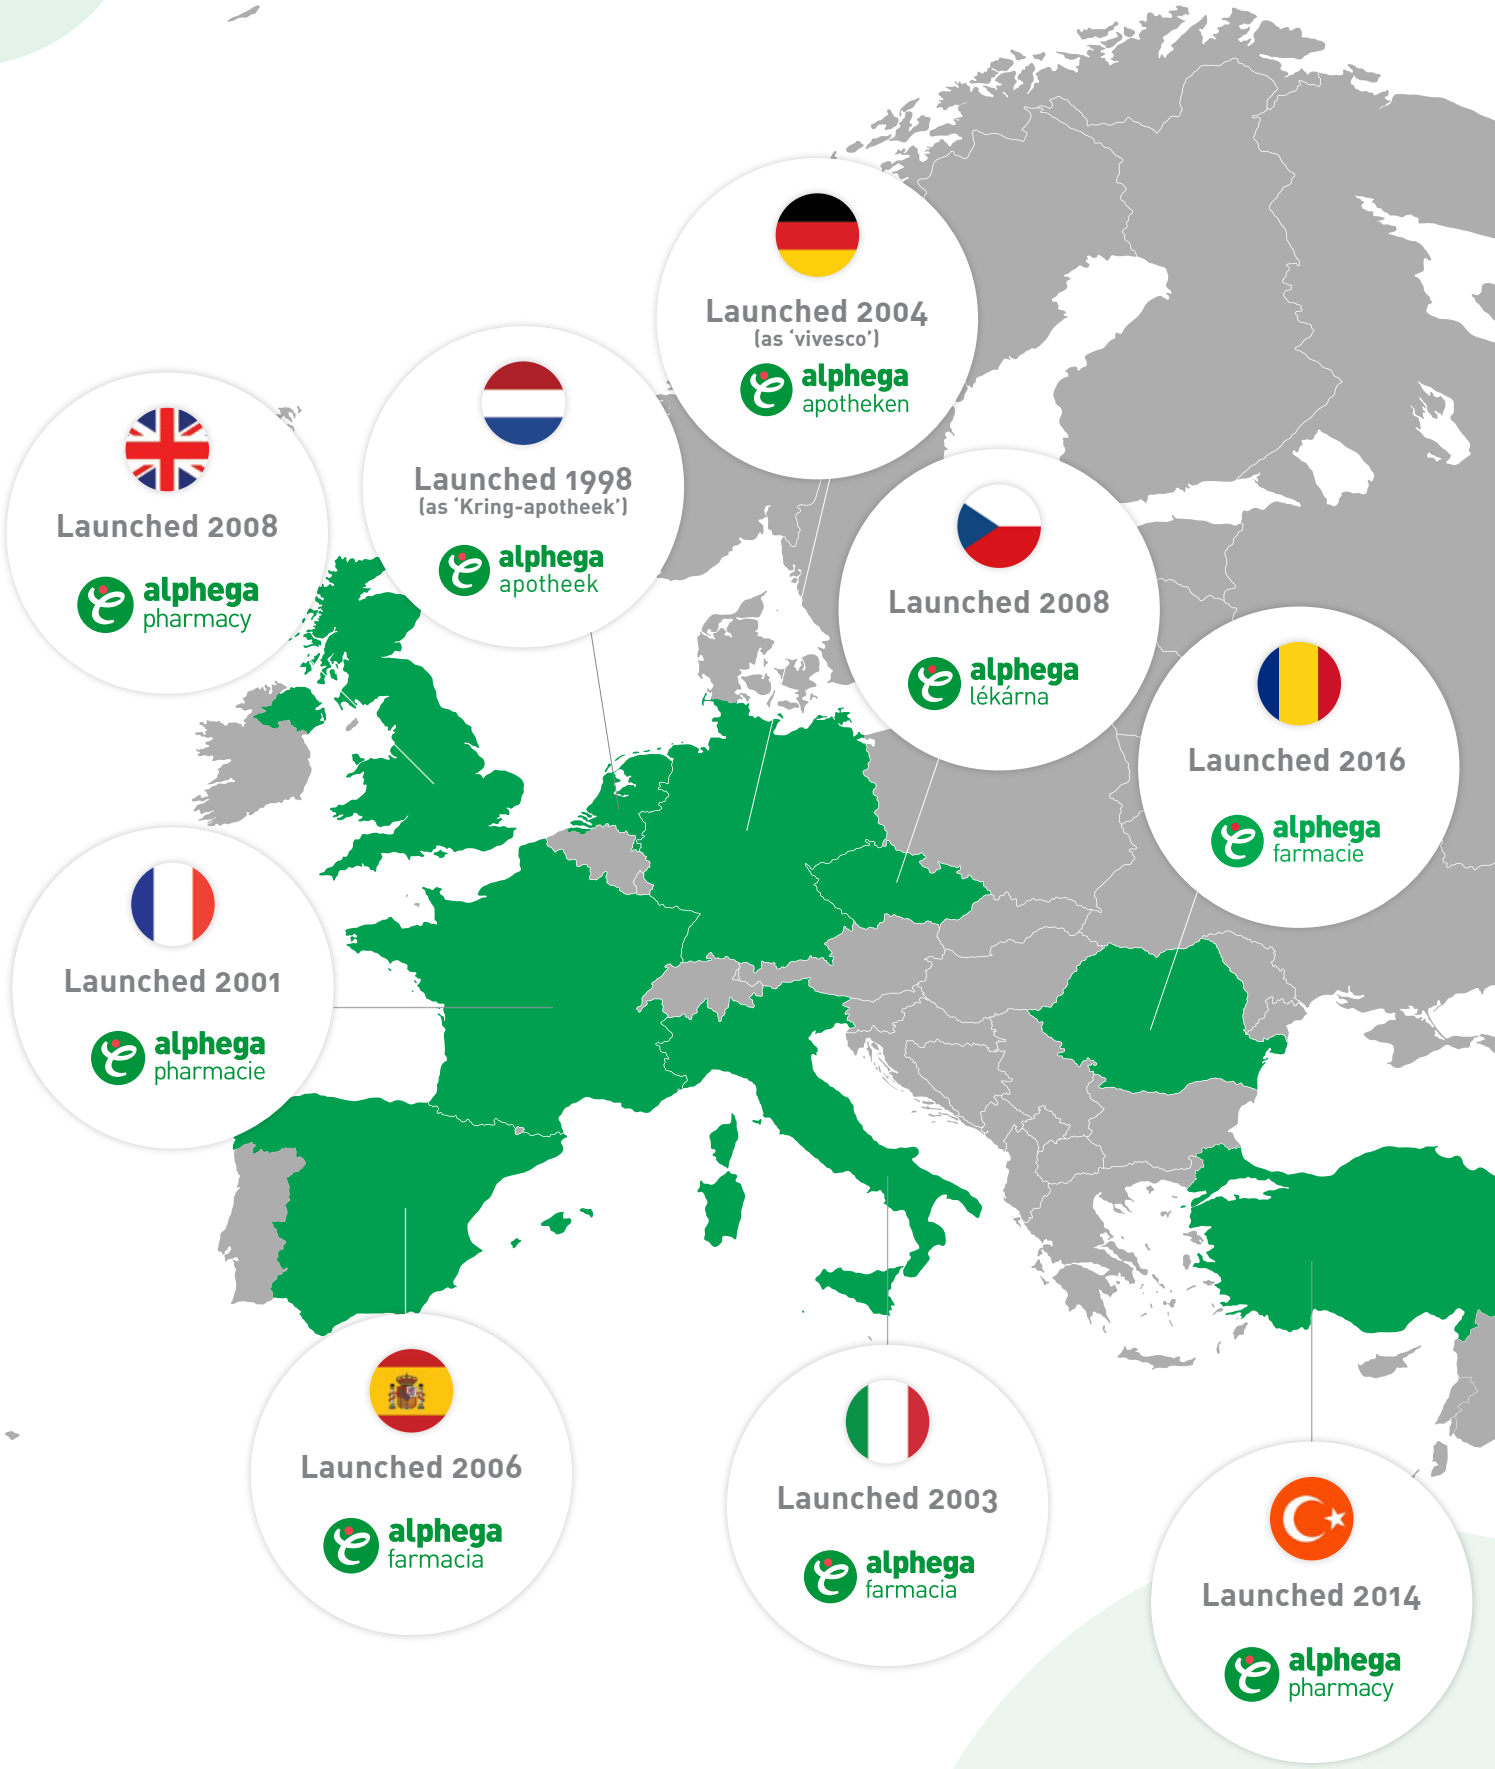 Launched 2004
(as ‘vivesco’)
alphega
apotheken
Launched 1998
(as ‘Kring-apotheek’)
alphega
apotheek
Launched 2008
alphega
pharmacy
Launched 2008
alphega
lékárna
Launched 2016
alphega
farmacie
Launched 2001
alphega
pharmacie
Launched 2006
alphega
farmacia
Launched 2003
alphega
farmacia
Launched 2014
alphega
pharmacy